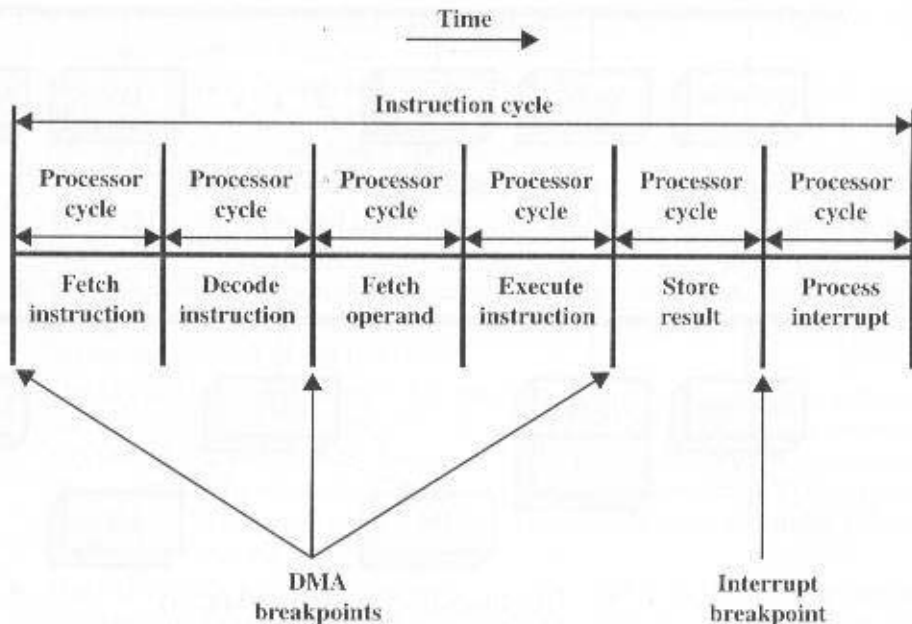 Time
Instruction cycle
Processor cycle
Processor cycle
Processor cycle
Processor cycle
Processor cycle
Processor cycle
Fetch instruction
Decode instruction
Fetch operand
Execute instruction
Store result
Process interrupt
DMA breakpoints
Interrupt breakpoint